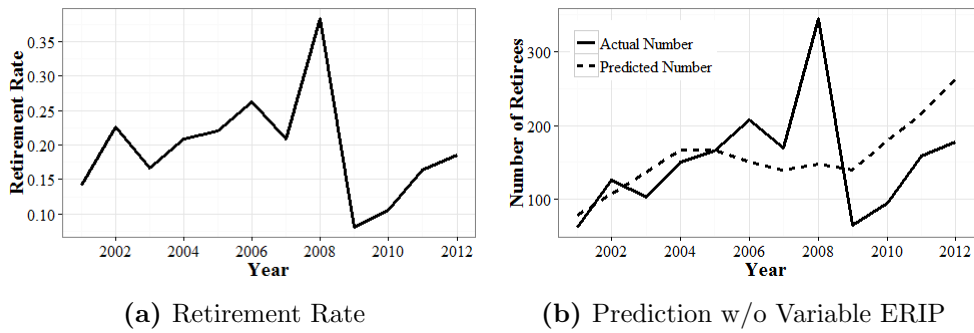 Retirement Rate
0.35
0.30
0.25
0.20
0.15
0.10
2002 2004 2006 2008 2010 2012
Year
(a) Retirement Rate
Number of Retirees
300
200
100
Actual Number
Predicted Number
2002 2004 2006 2008 2010 2012
Year
(b) Prediction w/o Variable ERIP